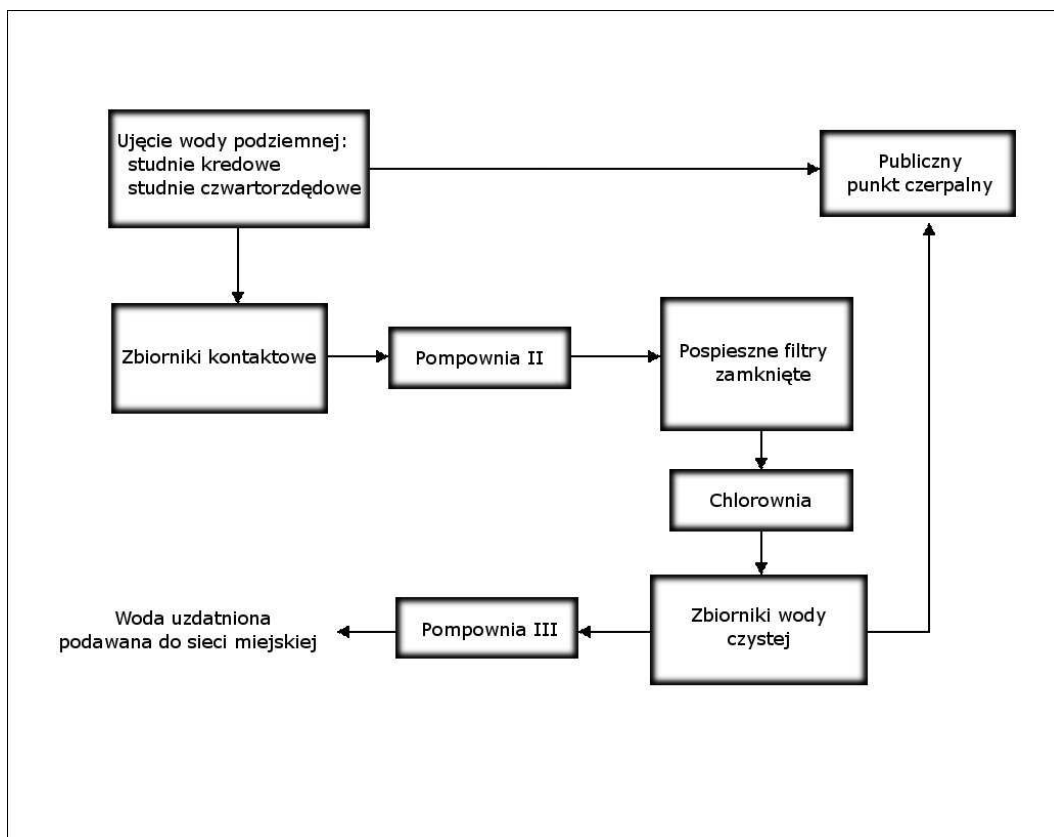 Ujęcie wody podziemnej:
studnie kredowe
studnie czwartorzdędowe
Publiczny
punkt czerpalny
Zbiorniki kontaktowe
Pompownia II
Pospieszne filtry
zamknięte
Chlorownia
Zbiorniki wody
czystej
Pompownia III
Woda uzdatniona
podawana do sieci miejskiej